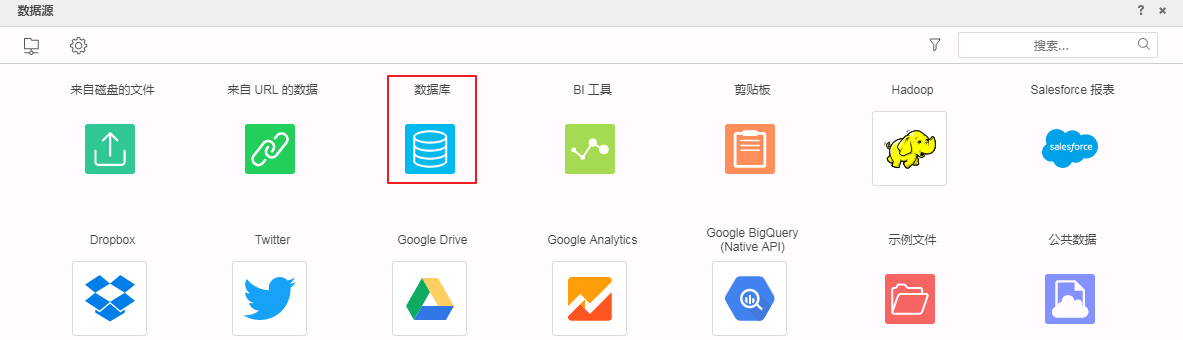 数据源
?
搜索...
来自磁盘的文件
来自 URL 的数据
数据库
BI 工具
剪贴板
Hadoop
Salesforce 报表
salesforce
Dropbox
Twitter
Google Drive
Google Analytics
Google BigQuery
(Native API)
示例文件
公共数据